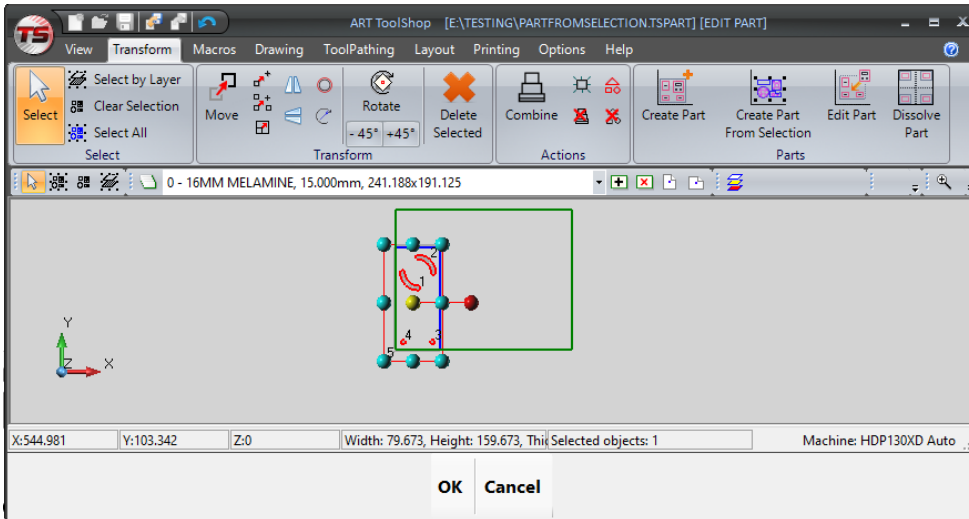 TS
ART ToolShop [E:\TESTING\PARTFROMSELECTION.TSPART] [EDIT PART]
View Transform Macros Drawing ToolPathing Layout Printing Options Help
Select
Select by Layer
Clear Selection
Select All
Select
Move
Rotate
- 45° +45°
Delete
Selected
Transform
Combine
Actions
Create Part
Create Part
From Selection
Edit Part
Dissolve
Part
Parts
0 - 16MM MELAMINE, 15.000mm, 241.188x191.125
2
1
4
3
5
Y
Z
X
X:544.981 Y:103.342 Z:0 Width: 79.673, Height: 159.673, Thi Selected objects: 1 Machine: HDP130XD Auto
OK Cancel